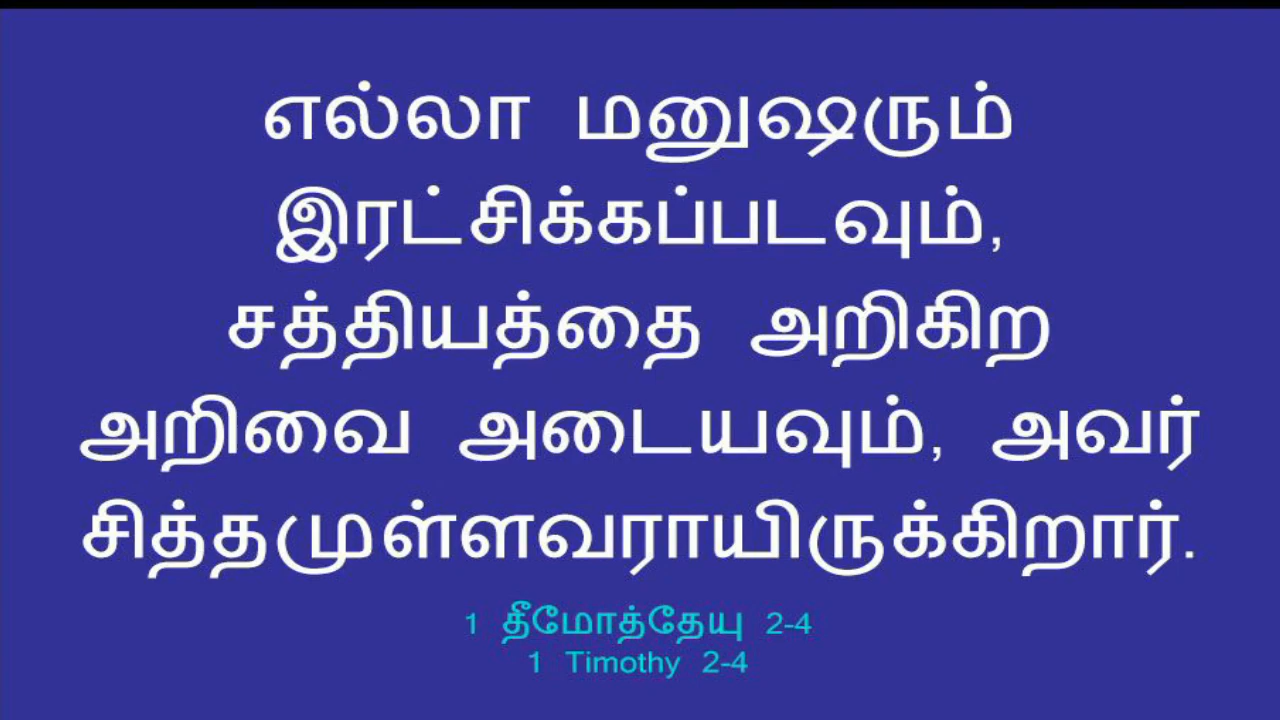 எல்லா மனுஷரும்
இரட்சிக்கப்படவும்,
சத்தியத்தை அறிகிற
அறிவை அடையவும், அவர்
சித்தமுள்ளவராயிருக்கிறார்.
1 தீமோத்தேயு 2-4
1 Timothy 2-4